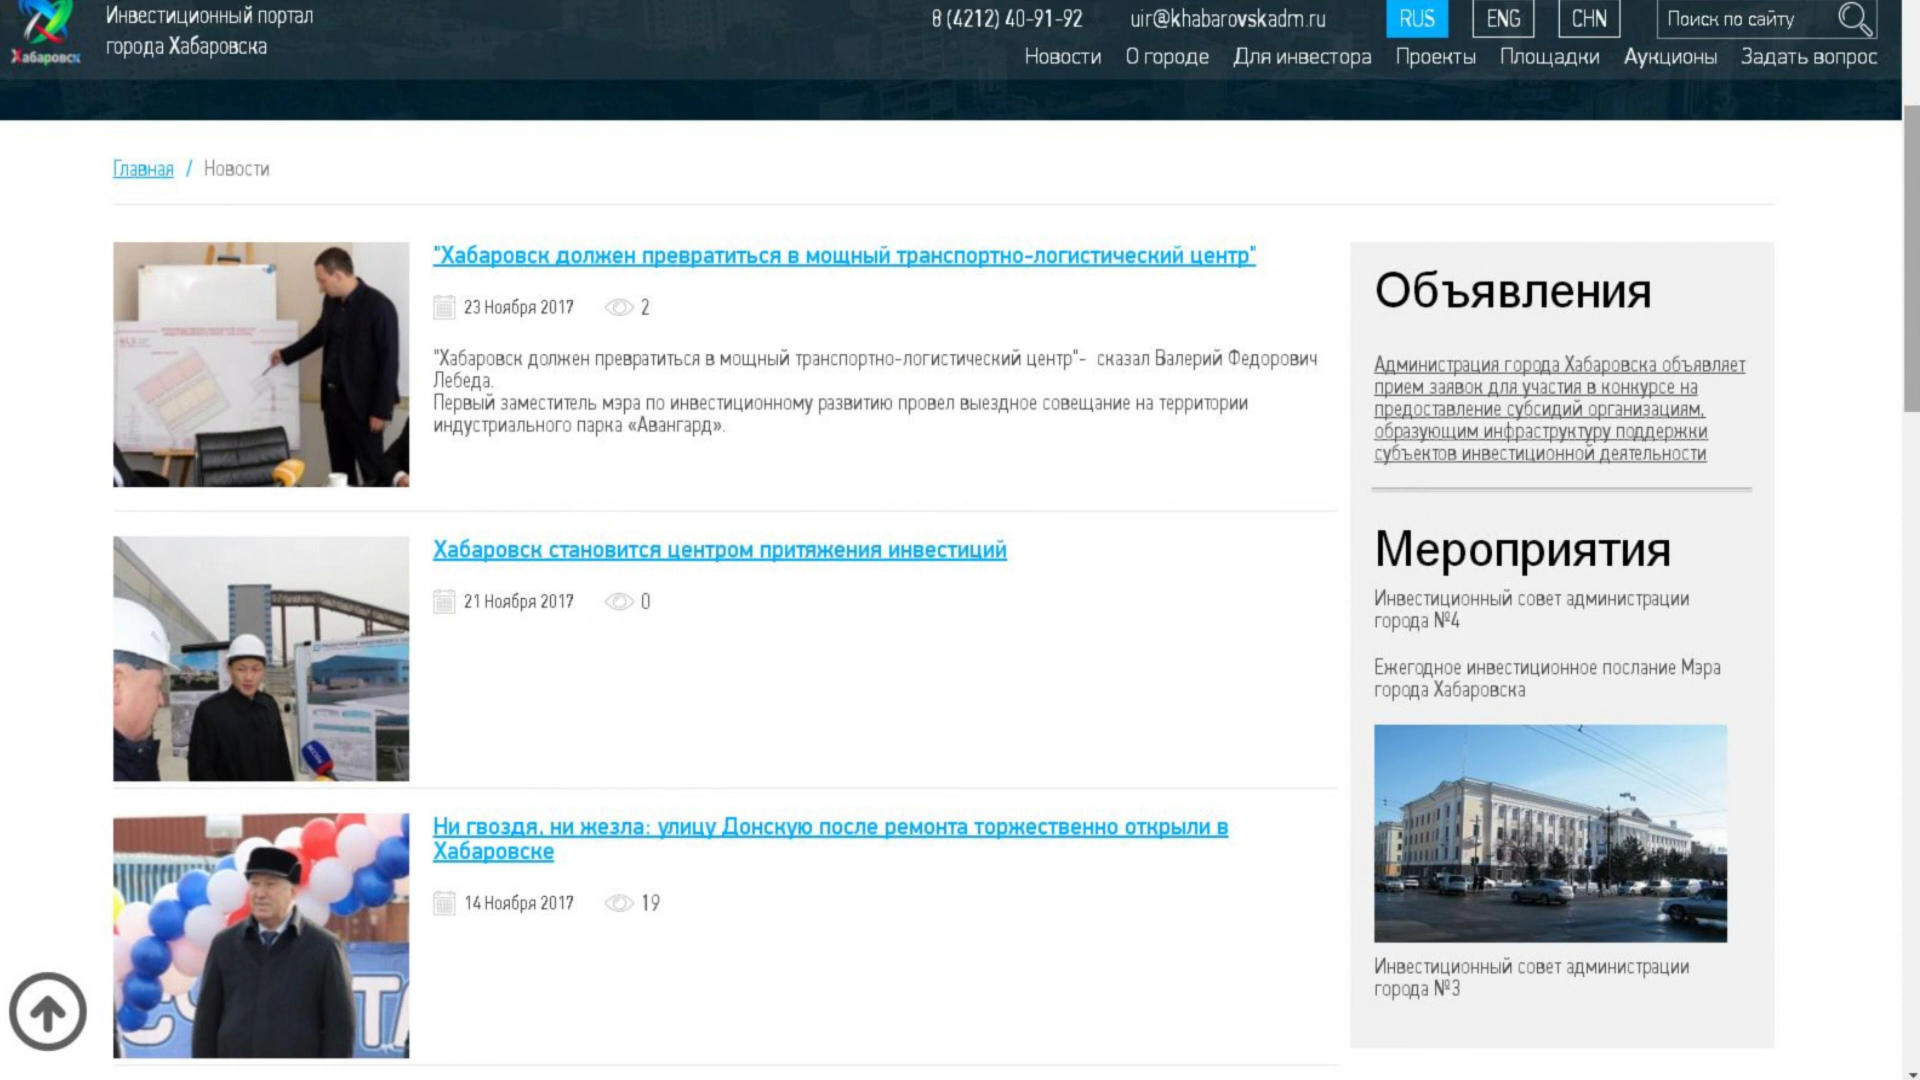 Инвестиционный портал
города Хабаровска
Хабаровск
8 (4212) 40-91-92
uir@khabarovskadm.ru
RUS
ENG
CHN
Поиск по сайту
Новости
О городе
Для инвестора
Проекты
Площадки
Аукционы
Задать вопрос
Главная / Новости
"Хабаровск должен превратиться в мощный транспортно-логистический центр"
23 Ноября 2017
2
"Хабаровск должен превратиться в мощный транспортно-логистический центр"- сказал Валерий Федорович
Лебеда.
Первый заместитель мэра по инвестиционному развитию провел выездное совещание на территории
индустриального парка «Авангард».
Хабаровск становится центром притяжения инвестиций
21 Ноября 2017
0
Ни гвоздя, ни жезла: улицу Донскую после ремонта торжественно открыли в
Хабаровске
14 Ноября 2017
19
Объявления
Администрация города Хабаровска объявляет
прием заявок для участия в конкурсе на
предоставление субсидий организациям,
образующим инфраструктуру поддержки
субъектов инвестиционной деятельности
Мероприятия
Инвестиционный совет администрации
города №4
Ежегодное инвестиционное послание Мэра
города Хабаровска
Инвестиционный совет администрации
города №3